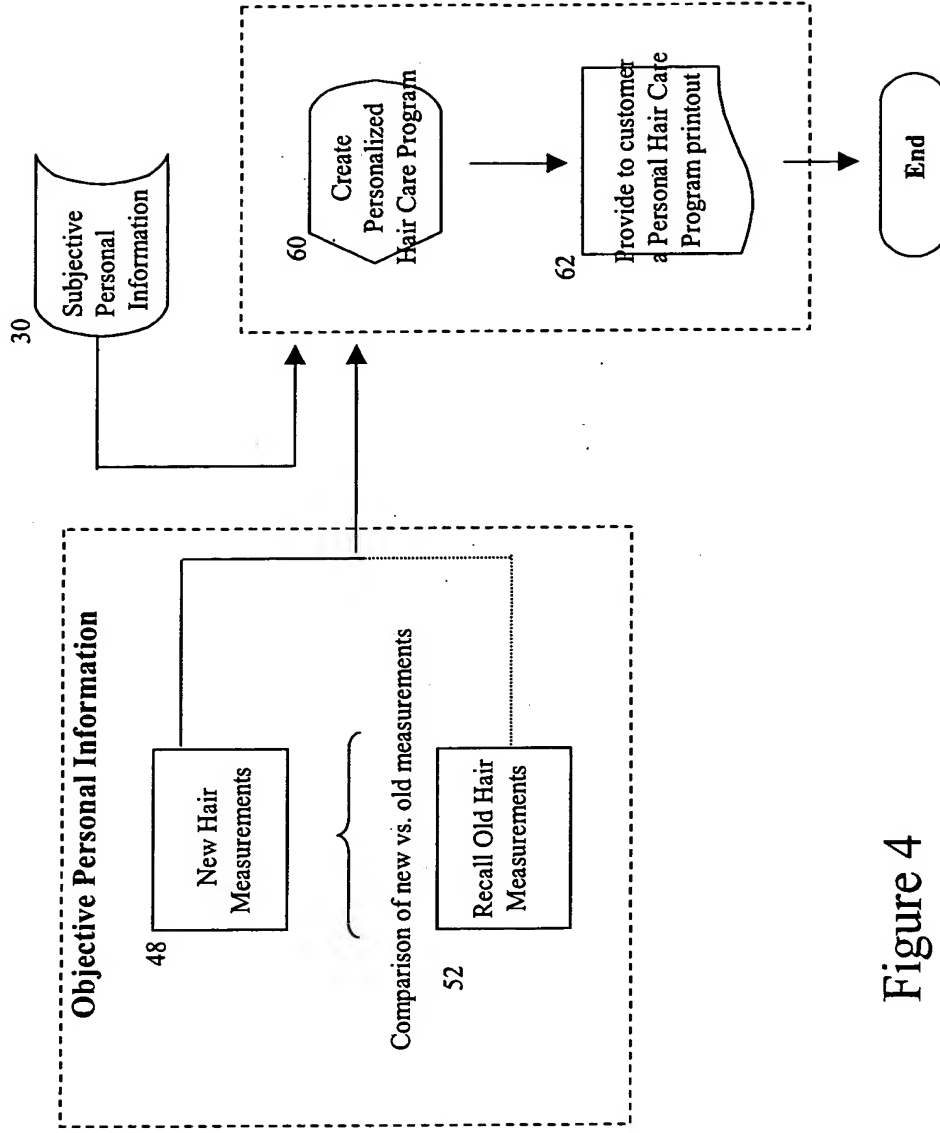 Objective Personal Information
48
New Hair
Measurements
Comparison of new vs. old measurements
52
Recall Old Hair
Measurements
30
Subjective
Personal
Information
60
Create
Personalized
Hair Care Program
62
Provide to customer
a Personal Hair Care
Program printout
End
Figure 4